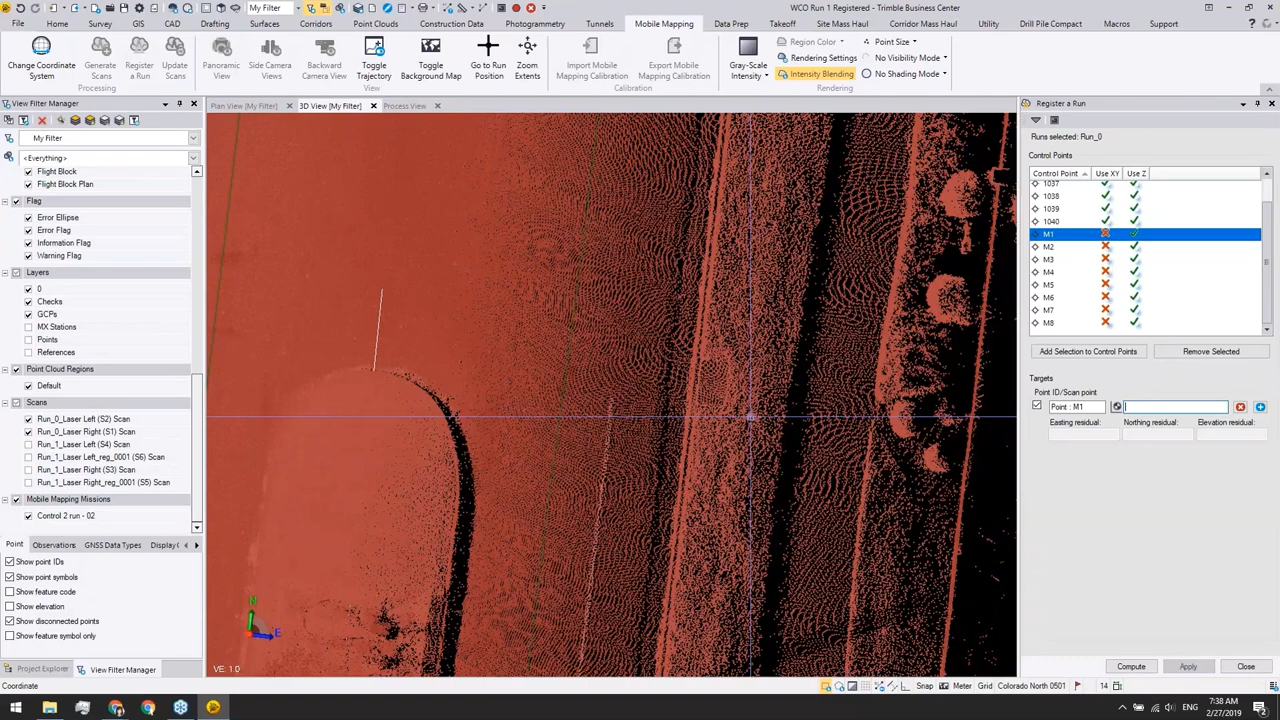 My Filter
WCO Run 1 Registered - Trimble Business Center
File Home Surveys GIS CAD Drafting Surfaces Corridors Point Clouds Construction Data Photogrammetry Tunnels Mobile Mapping Data Prep Takeoff Site Mass Haul Corridor Mass Haul Utility Drill Pile Compact Macros Support
Change Coordinate System
Generate Scans
Register a Run
Update Scans
Processing
Panoramic View
Side Camera Views
Backward Camera View
Toggle Trajectory
Toggle Background Map
Go to Run Position
Zoom Extents
View
Import Mobile Mapping Calibration
Export Mobile Mapping Calibration
Calibration
Gray-Scale Intensity
Region Color
Rendering Settings
Intensity Blending
Point Size
No Visibility Mode
No Shading Mode
Rendering
View Filter Manager
My Filter
<Everything>
Flight Block
Flight Block Plan
Flag
Error Ellipse
Error Flag
Information Flag
Warning Flag
Layers
0
Checks
GCPs
MX Stations
Points
References
Point Cloud Regions
Default
Scans
Run_0_Laser Left (S2) Scan
Run_0_Laser Right (S1) Scan
Run_1_Laser Left (S4) Scan
Run_1_Laser Left_reg_0001 (S6) Scan
Run_1_Laser Right (S3) Scan
Run_1_Laser Right_reg_0001 (S5) Scan
Mobile Mapping Missions
Control 2 run - 02
Point Observations GNSS Data Types Display
Show point IDs
Show point symbols
Show feature code
Show elevation
Show disconnected points
Show feature symbol only
Project Explorer View Filter Manager
Plan View [My Filter] 3D View [My Filter] Process View
N
E
VE: 1.0
Register a Run
Runs selected: Run_0
Control Points
Control Point Use XY Use Z
1037
1038
1039
1040
M1
M2
M3
M4
M5
M6
M7
M8
Add Selection to Control Points Remove Selected
Targets
Point ID/Scan point
Point : M1
Easting residual: Northing residual: Elevation residual:
Compute Apply Close
Coordinate
Snap Meter Grid Colorado North 0501 14
ENG
7:38 AM
2/27/2019